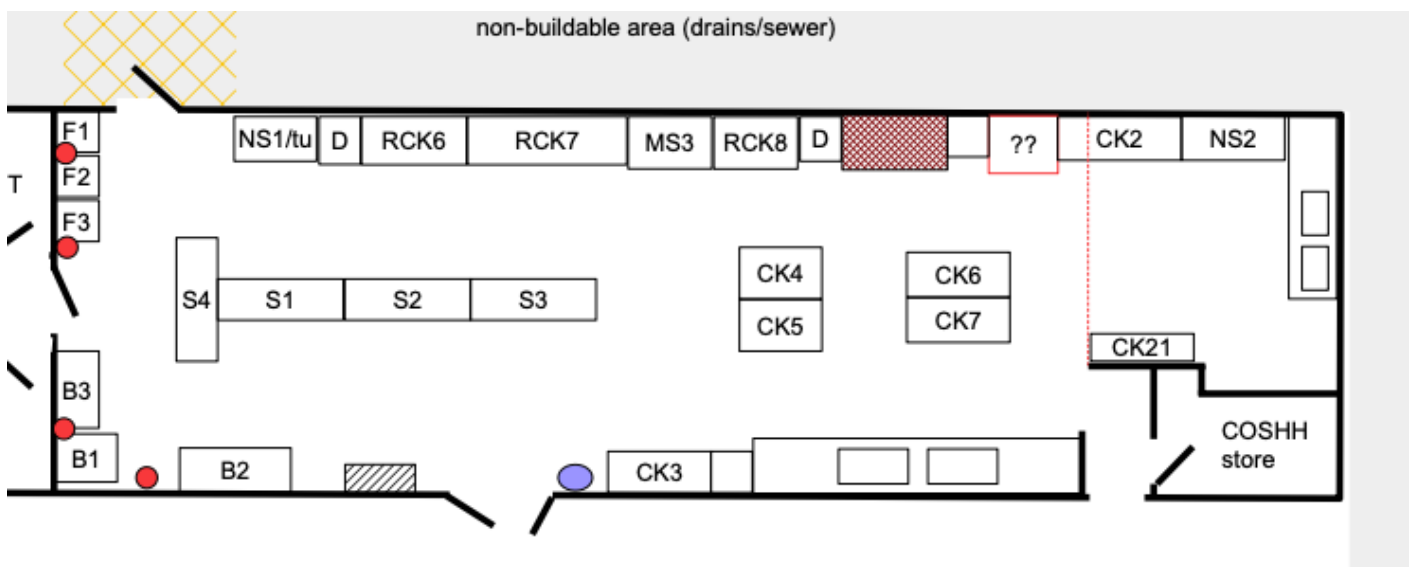 non-buildable area (drains/sewer)
F1
NS1/tu
D
RCK6
RCK7
MS3
RCK8
D
??
CK2
NS2
T
F2
F3
S4
S1
S2
S3
CK4
CK6
CK5
CK7
CK21
B3
B1
B2
CK3
COSHH
store